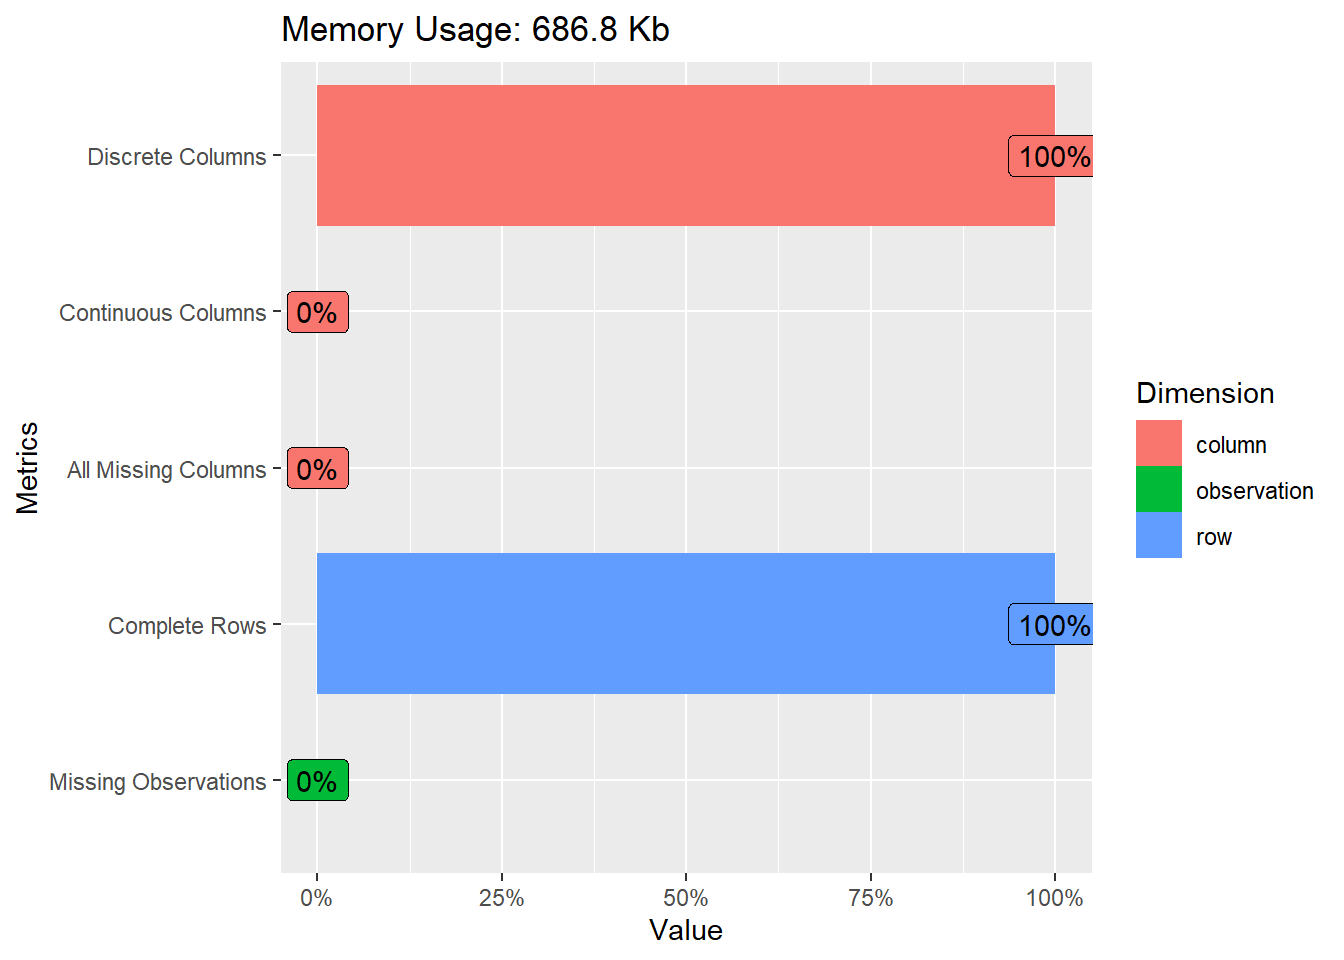 Memory Usage: 686.8 Kb
Discrete Columns
100%
Continuous Columns
0%
All Missing Columns
0%
Complete Rows
100%
Missing Observations
0%
Metrics
0% 25% 50% 75% 100%
Value
Dimension
column
observation
row